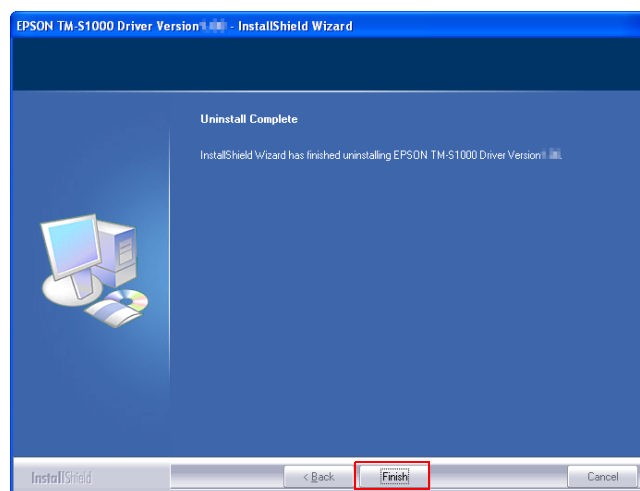 EPSON TM-S1000 Driver Version - InstallShield Wizard
Uninstall Complete
InstallShield Wizard has finished uninstalling EPSON TM-S1000 Driver Version
InstallShield
< Back
Finish
Cancel